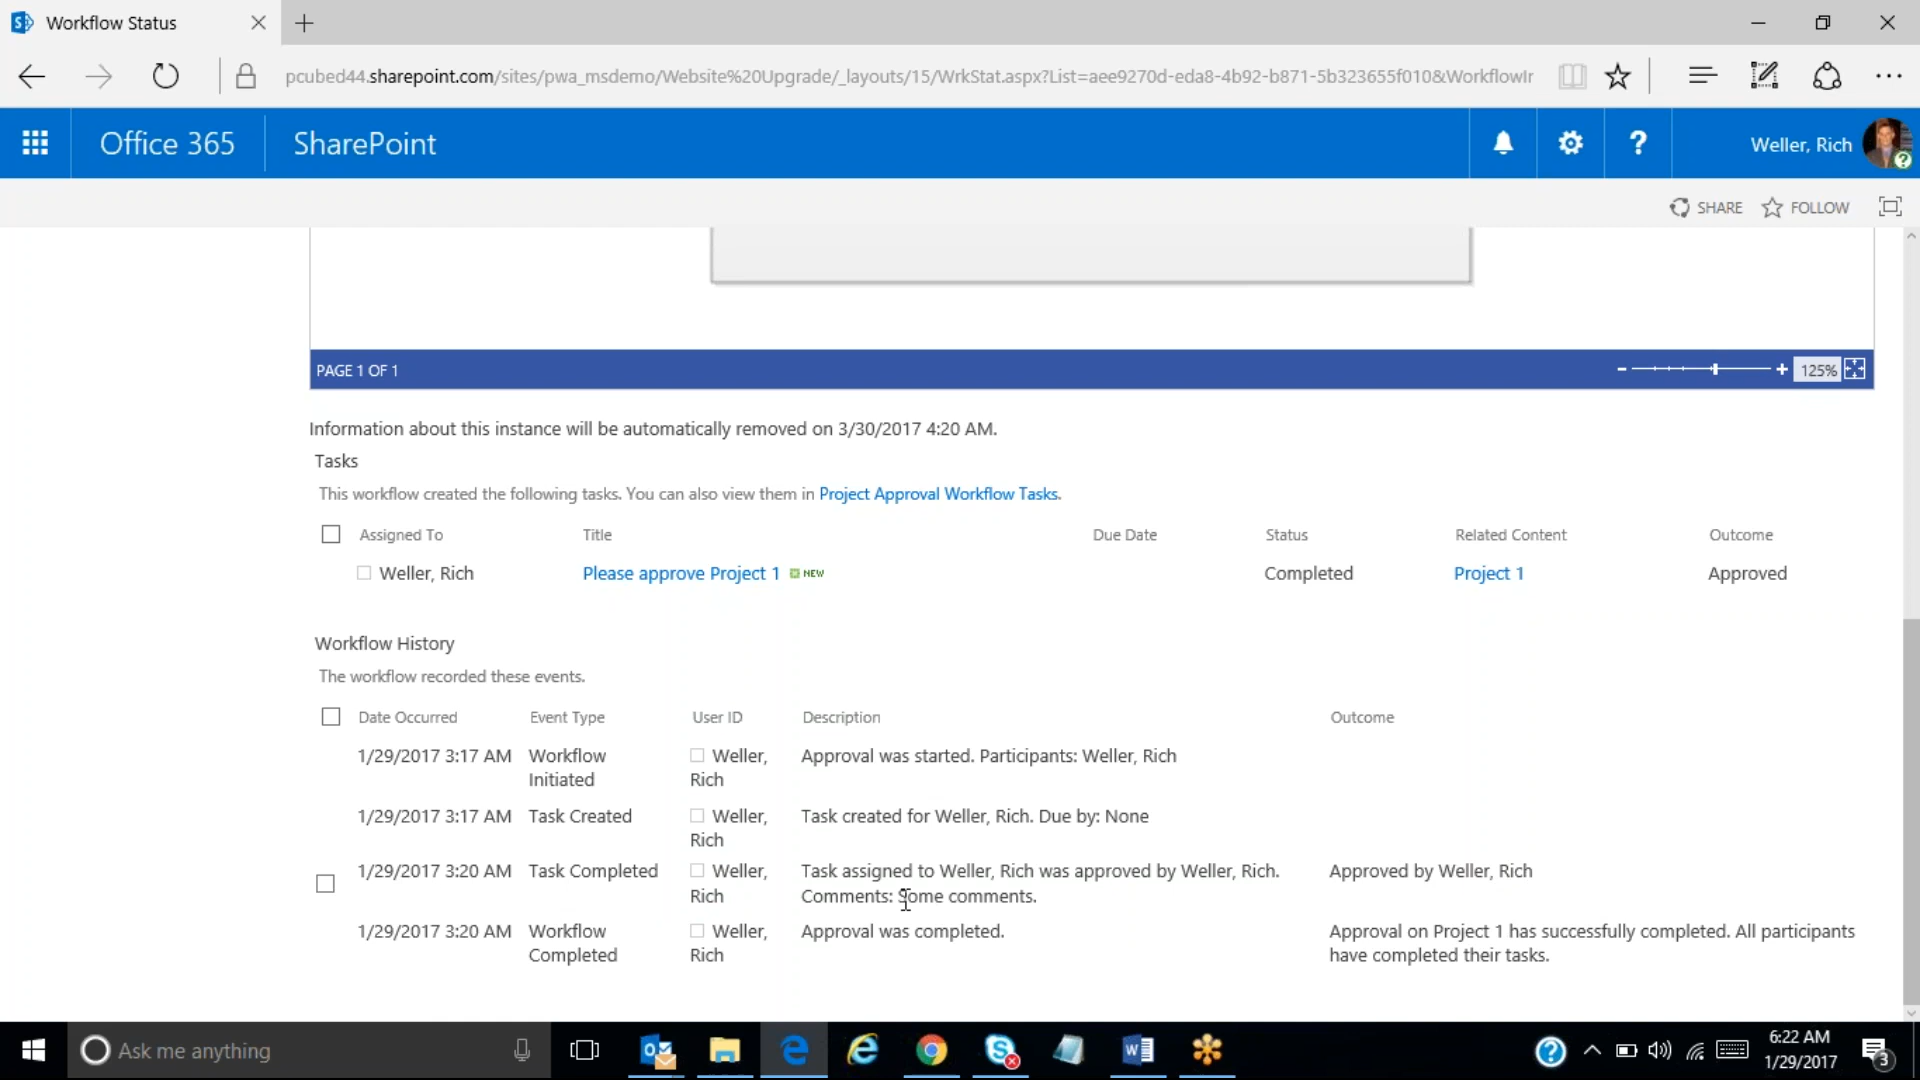 Workflow Status
pcubed44.sharepoint.com/sites/pwa_msdemo/Website%20Upgrade/_layouts/15/WrkStat.aspx?List=aee9270d-eda8-4b92-b871-5b323655f010&WorkflowIr
Office 365 SharePoint ? Weller, Rich
SHARE FOLLOW
PAGE 1 OF 1 - + 125%
Information about this instance will be automatically removed on 3/30/2017 4:20 AM.
Tasks
This workflow created the following tasks. You can also view them in Project Approval Workflow Tasks.
Assigned To Title Due Date Status Related Content Outcome
Weller, Rich Please approve Project 1 NEW Completed Project 1 Approved
Workflow History
The workflow recorded these events.
Date Occurred Event Type User ID Description Outcome
1/29/2017 3:17 AM Workflow Weller, Approval was started. Participants: Weller, Rich
Initiated Rich
1/29/2017 3:17 AM Task Created Weller, Task created for Weller, Rich. Due by: None
Rich
1/29/2017 3:20 AM Task Completed Weller, Task assigned to Weller, Rich was approved by Weller, Rich. Approved by Weller, Rich
Rich Comments: Some comments.
1/29/2017 3:20 AM Workflow Weller, Approval was completed. Approval on Project 1 has successfully completed. All participants
Completed Rich have completed their tasks.
Ask me anything
6:22 AM
1/29/2017
3